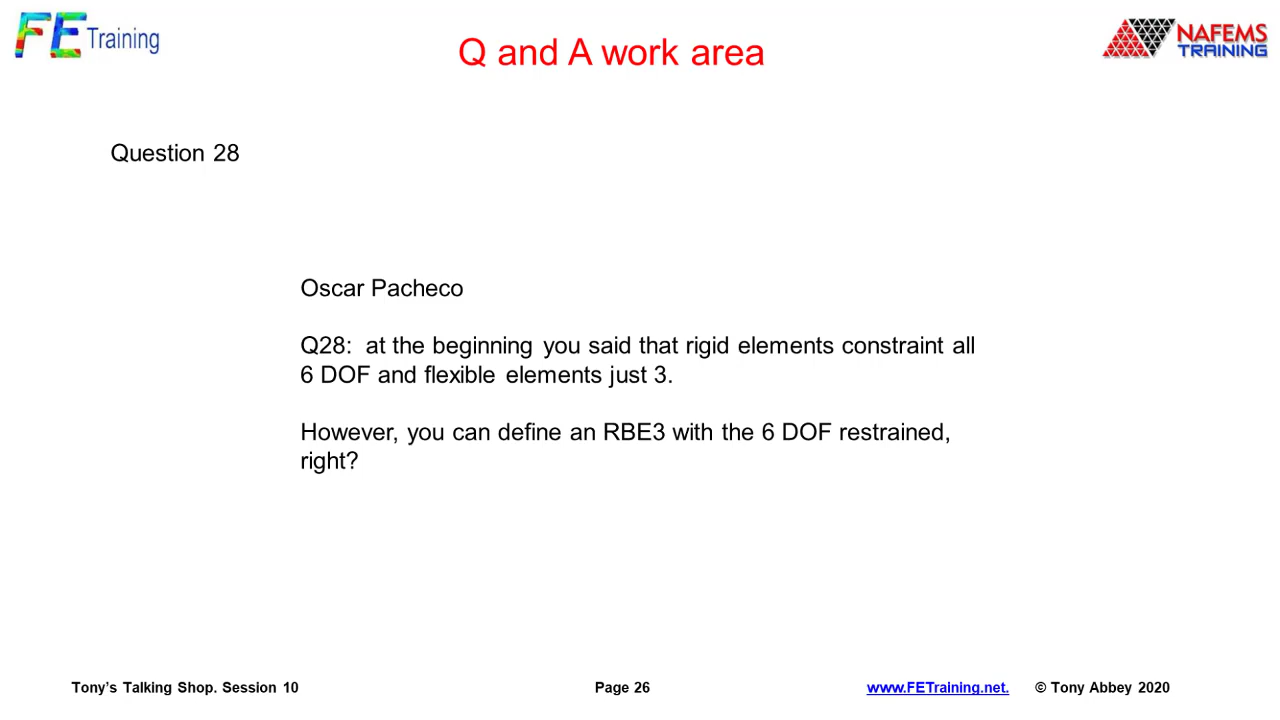 FE Training
Q and A work area
NAFEMS
TRAINING
Question 28
Oscar Pacheco
Q28: at the beginning you said that rigid elements constraint all
6 DOF and flexible elements just 3.
However, you can define an RBE3 with the 6 DOF restrained,
right?
Tony's Talking Shop. Session 10
Page 26
www.FETraining.net.
© Tony Abbey 2020